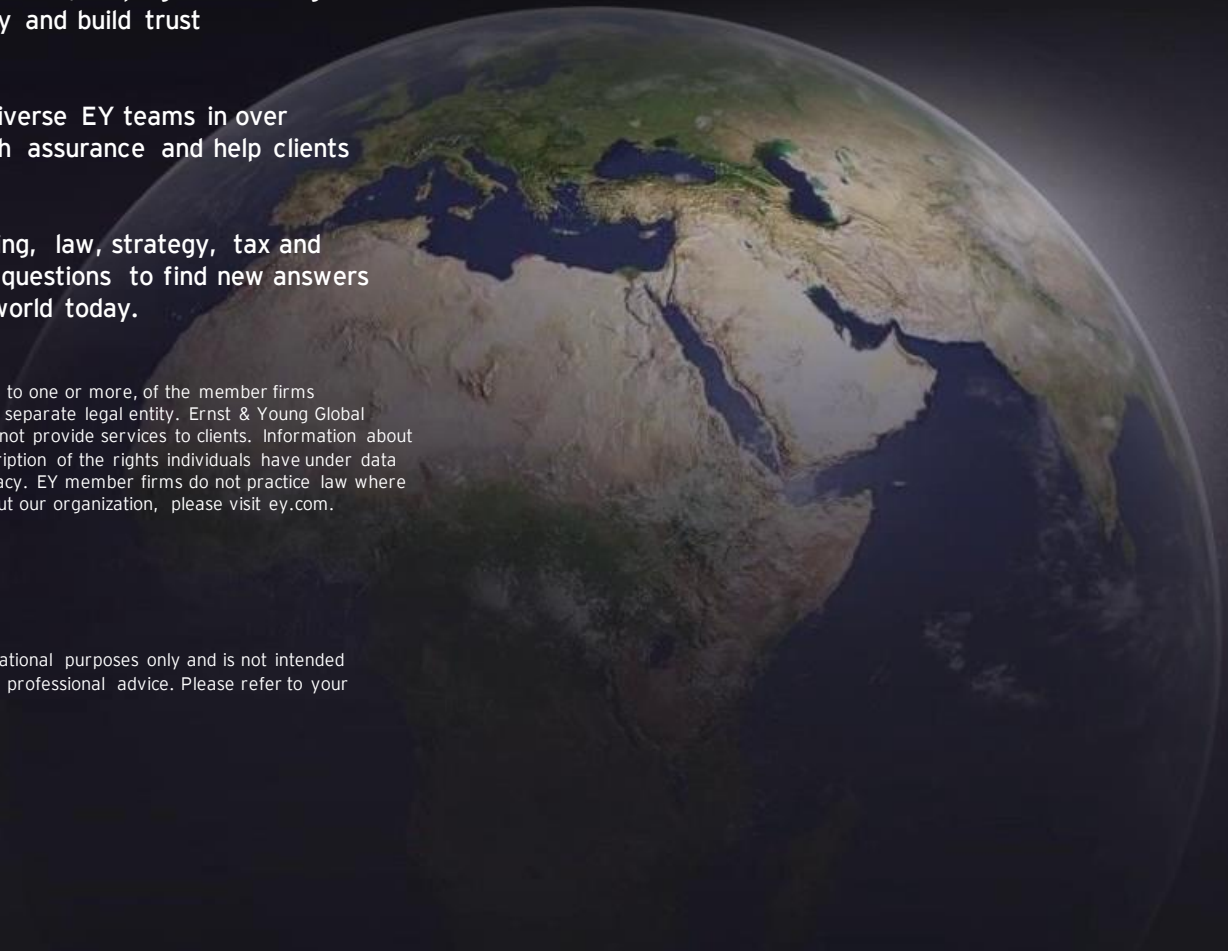 y and build trust
iverse EY teams in over
h assurance and help clients
ing, law, strategy, tax and
questions to find new answers
world today.
to one or more, of the member firms
separate legal entity. Ernst & Young Global
not provide services to clients. Information about
ription of the rights individuals have under data
acy. EY member firms do not practice law where
ut our organization, please visit ey.com.
ational purposes only and is not intended
professional advice. Please refer to your